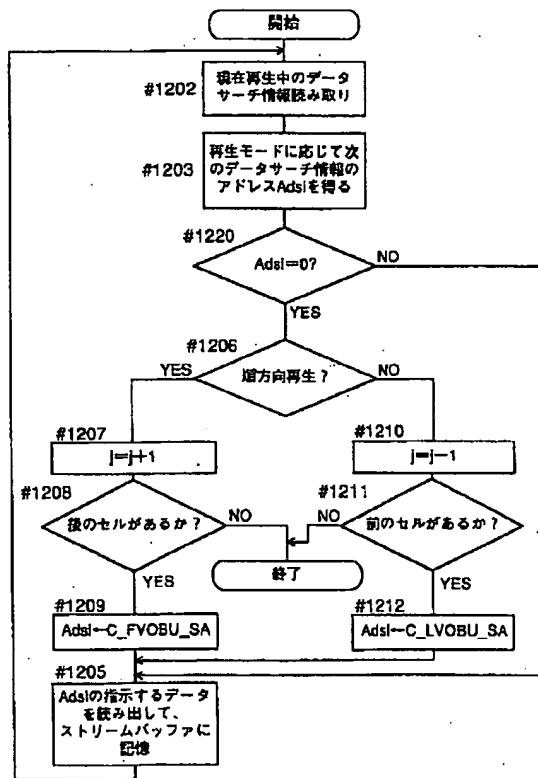 開始
#1202
現在再生中のデータ
サーチ情報読み取り
#1203
再生モードに応じて次
のデータサーチ情報の
アドレスAdsiを得る
#1220
Adsi=0?
NO
YES
#1206
YES
方向再生？
NO
#1207
j=j+1
#1210
j=j−1
#1208
後のセルがあるか？
NO
YES
#1211
前のセルがあるか？
NO
YES
終了
#1209
Adsi←C_FVOBU_SA
#1212
Adsi←C_LVOBU_SA
#1205
Adsiの指示するデータ
を読み出して、
ストリームバッファに
記憶